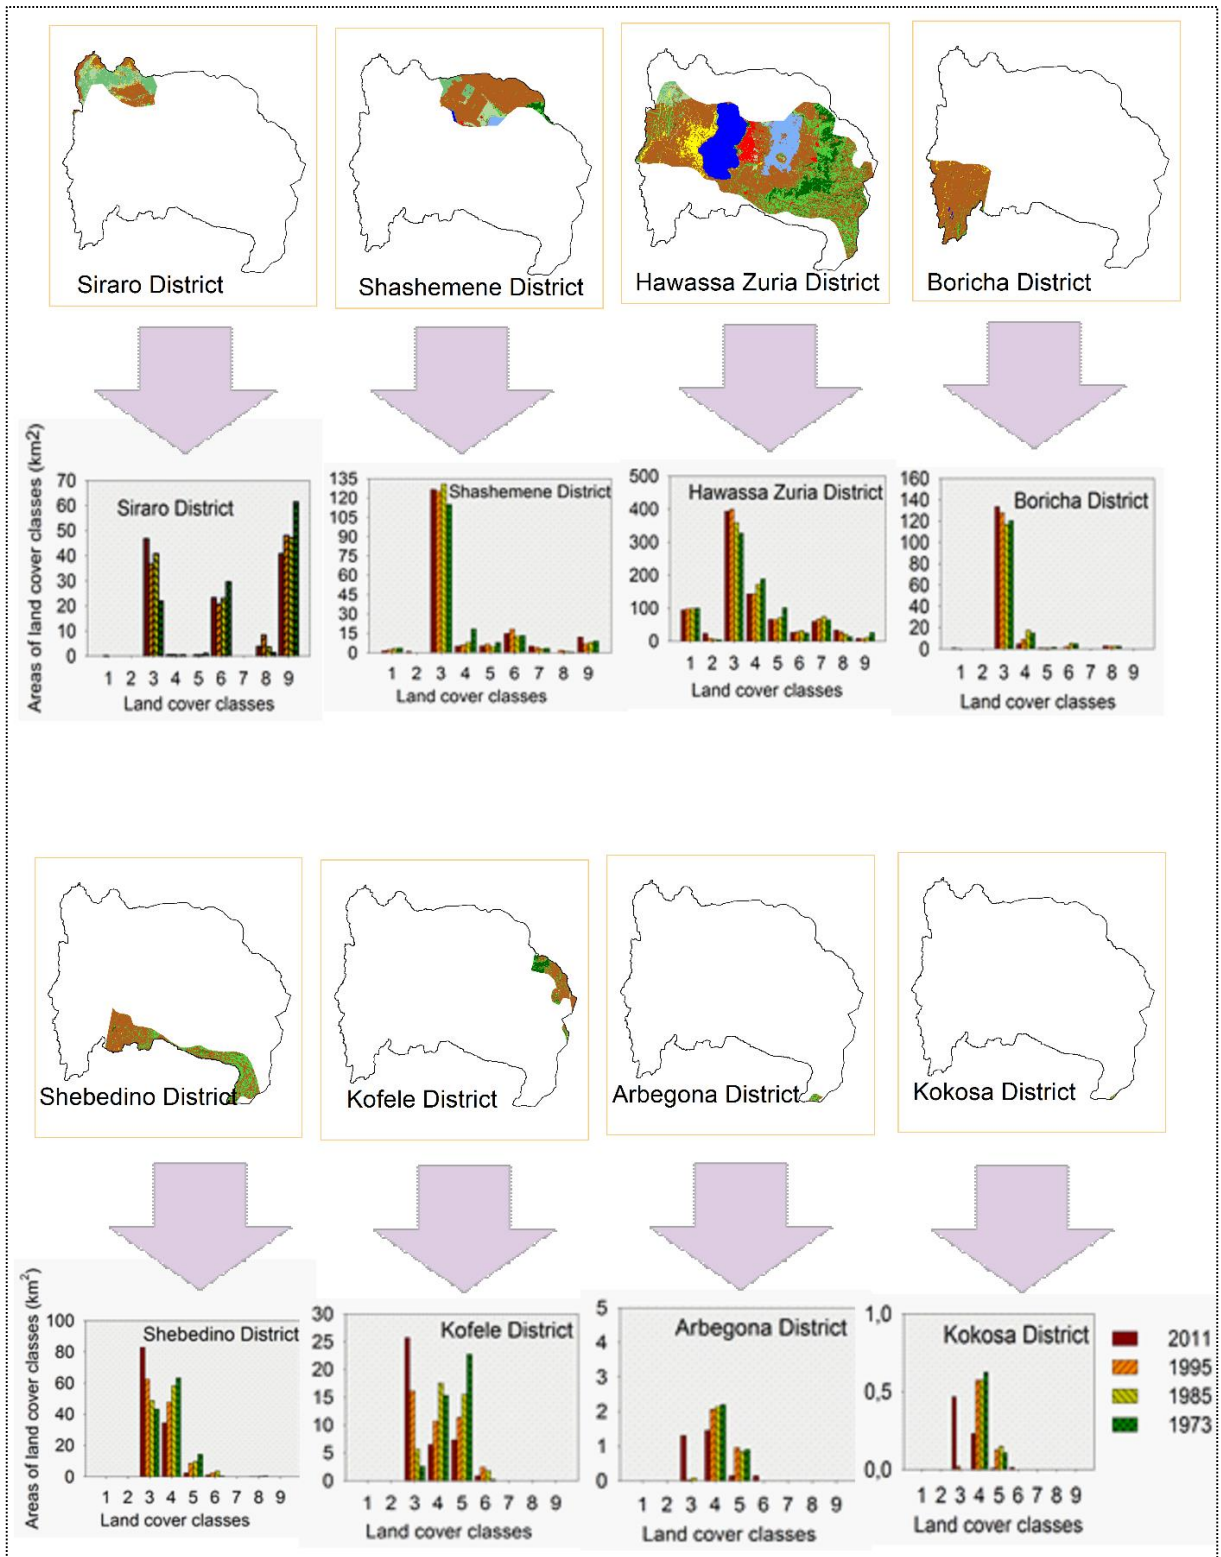 Siraro District
Shashemene District
Hawassa Zuria District
Boricha District
Areas of land cover classes (km2)
70
60
50
40
30
20
10
0
Siraro District
1 2 3 4 5 6 7 8 9
Land cover classes
135
120
105
90
75
60
45
30
15
0
Shashemene District
1 2 3 4 5 6 7 8 9
Land cover classes
500
400
300
200
100
0
Hawassa Zuria District
1 2 3 4 5 6 7 8 9
Land cover classes
160
140
120
100
80
60
40
20
0
Boricha District
1 2 3 4 5 6 7 8 9
Land cover classes
Shebedino District
Kofele District
Arbegona District
Kokosa District
Areas of land cover classes (km²)
100
80
60
40
20
0
Shebedino District
1 2 3 4 5 6 7 8 9
Land cover classes
30
25
20
15
10
5
0
Kofele District
1 2 3 4 5 6 7 8 9
Land cover classes
5
4
3
2
1
0
Arbegona District
1 2 3 4 5 6 7 8 9
Land cover classes
1,0
0,5
0,0
Kokosa District
1 2 3 4 5 6 7 8 9
Land cover classes
2011
1995
1985
1973